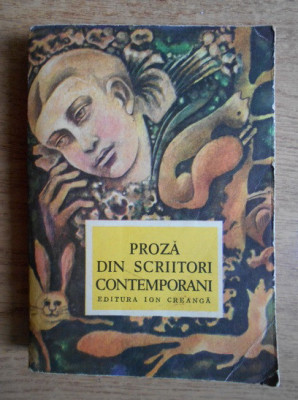 PROZĂ
DIN SCRIITORI
CONTEMPORANI
EDITURA ION CREANGĂ